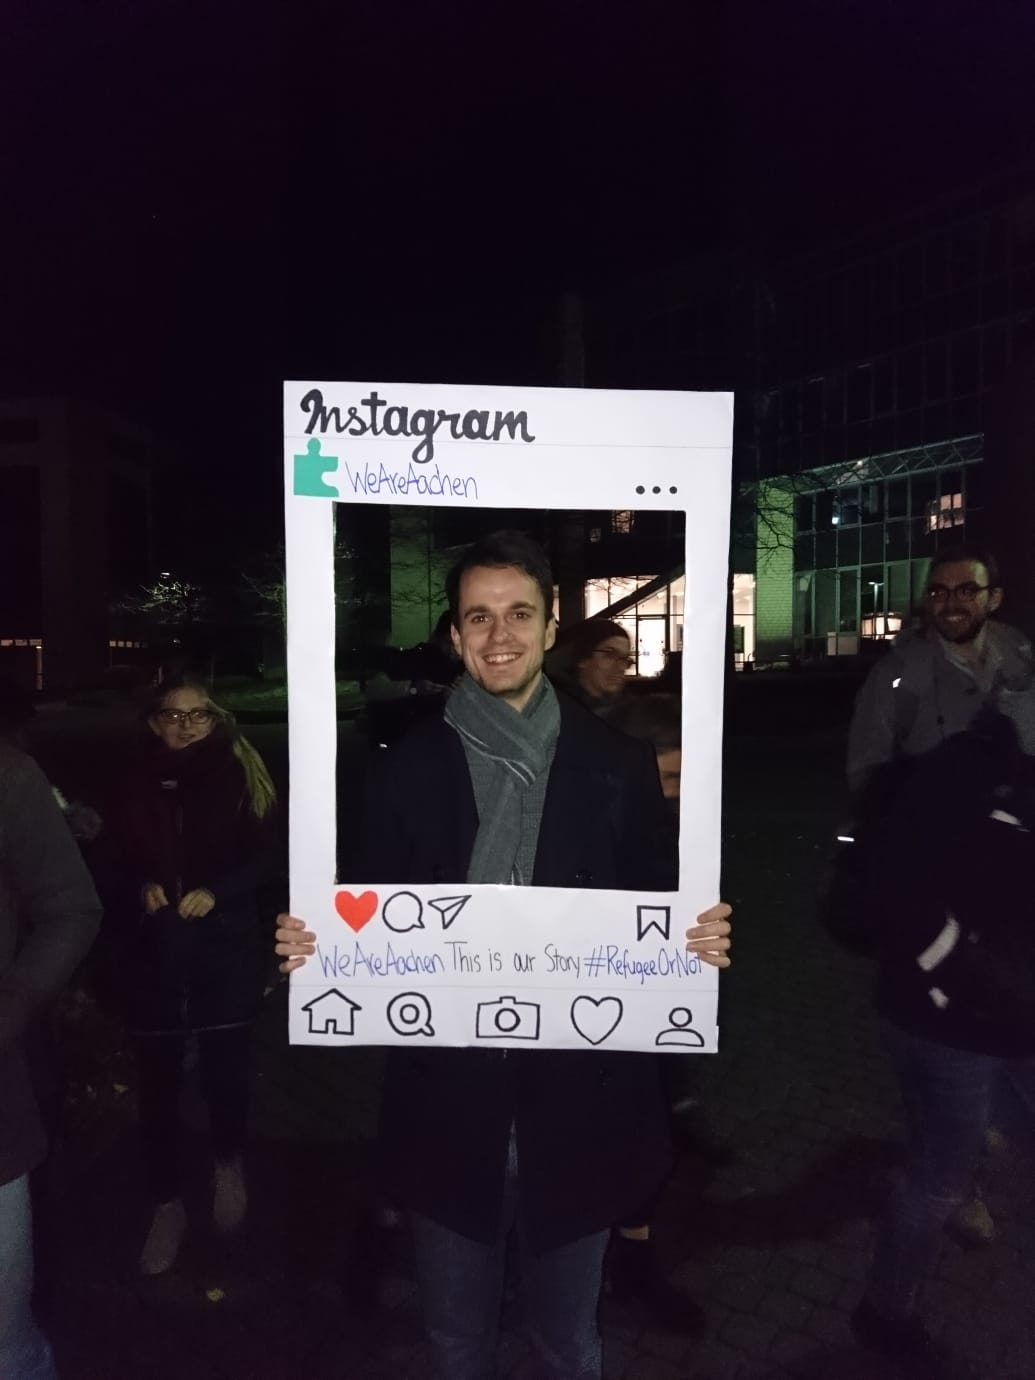 Instagram
WeAreAachen
WeAreAachen This is our Story #RefugeeOrNot